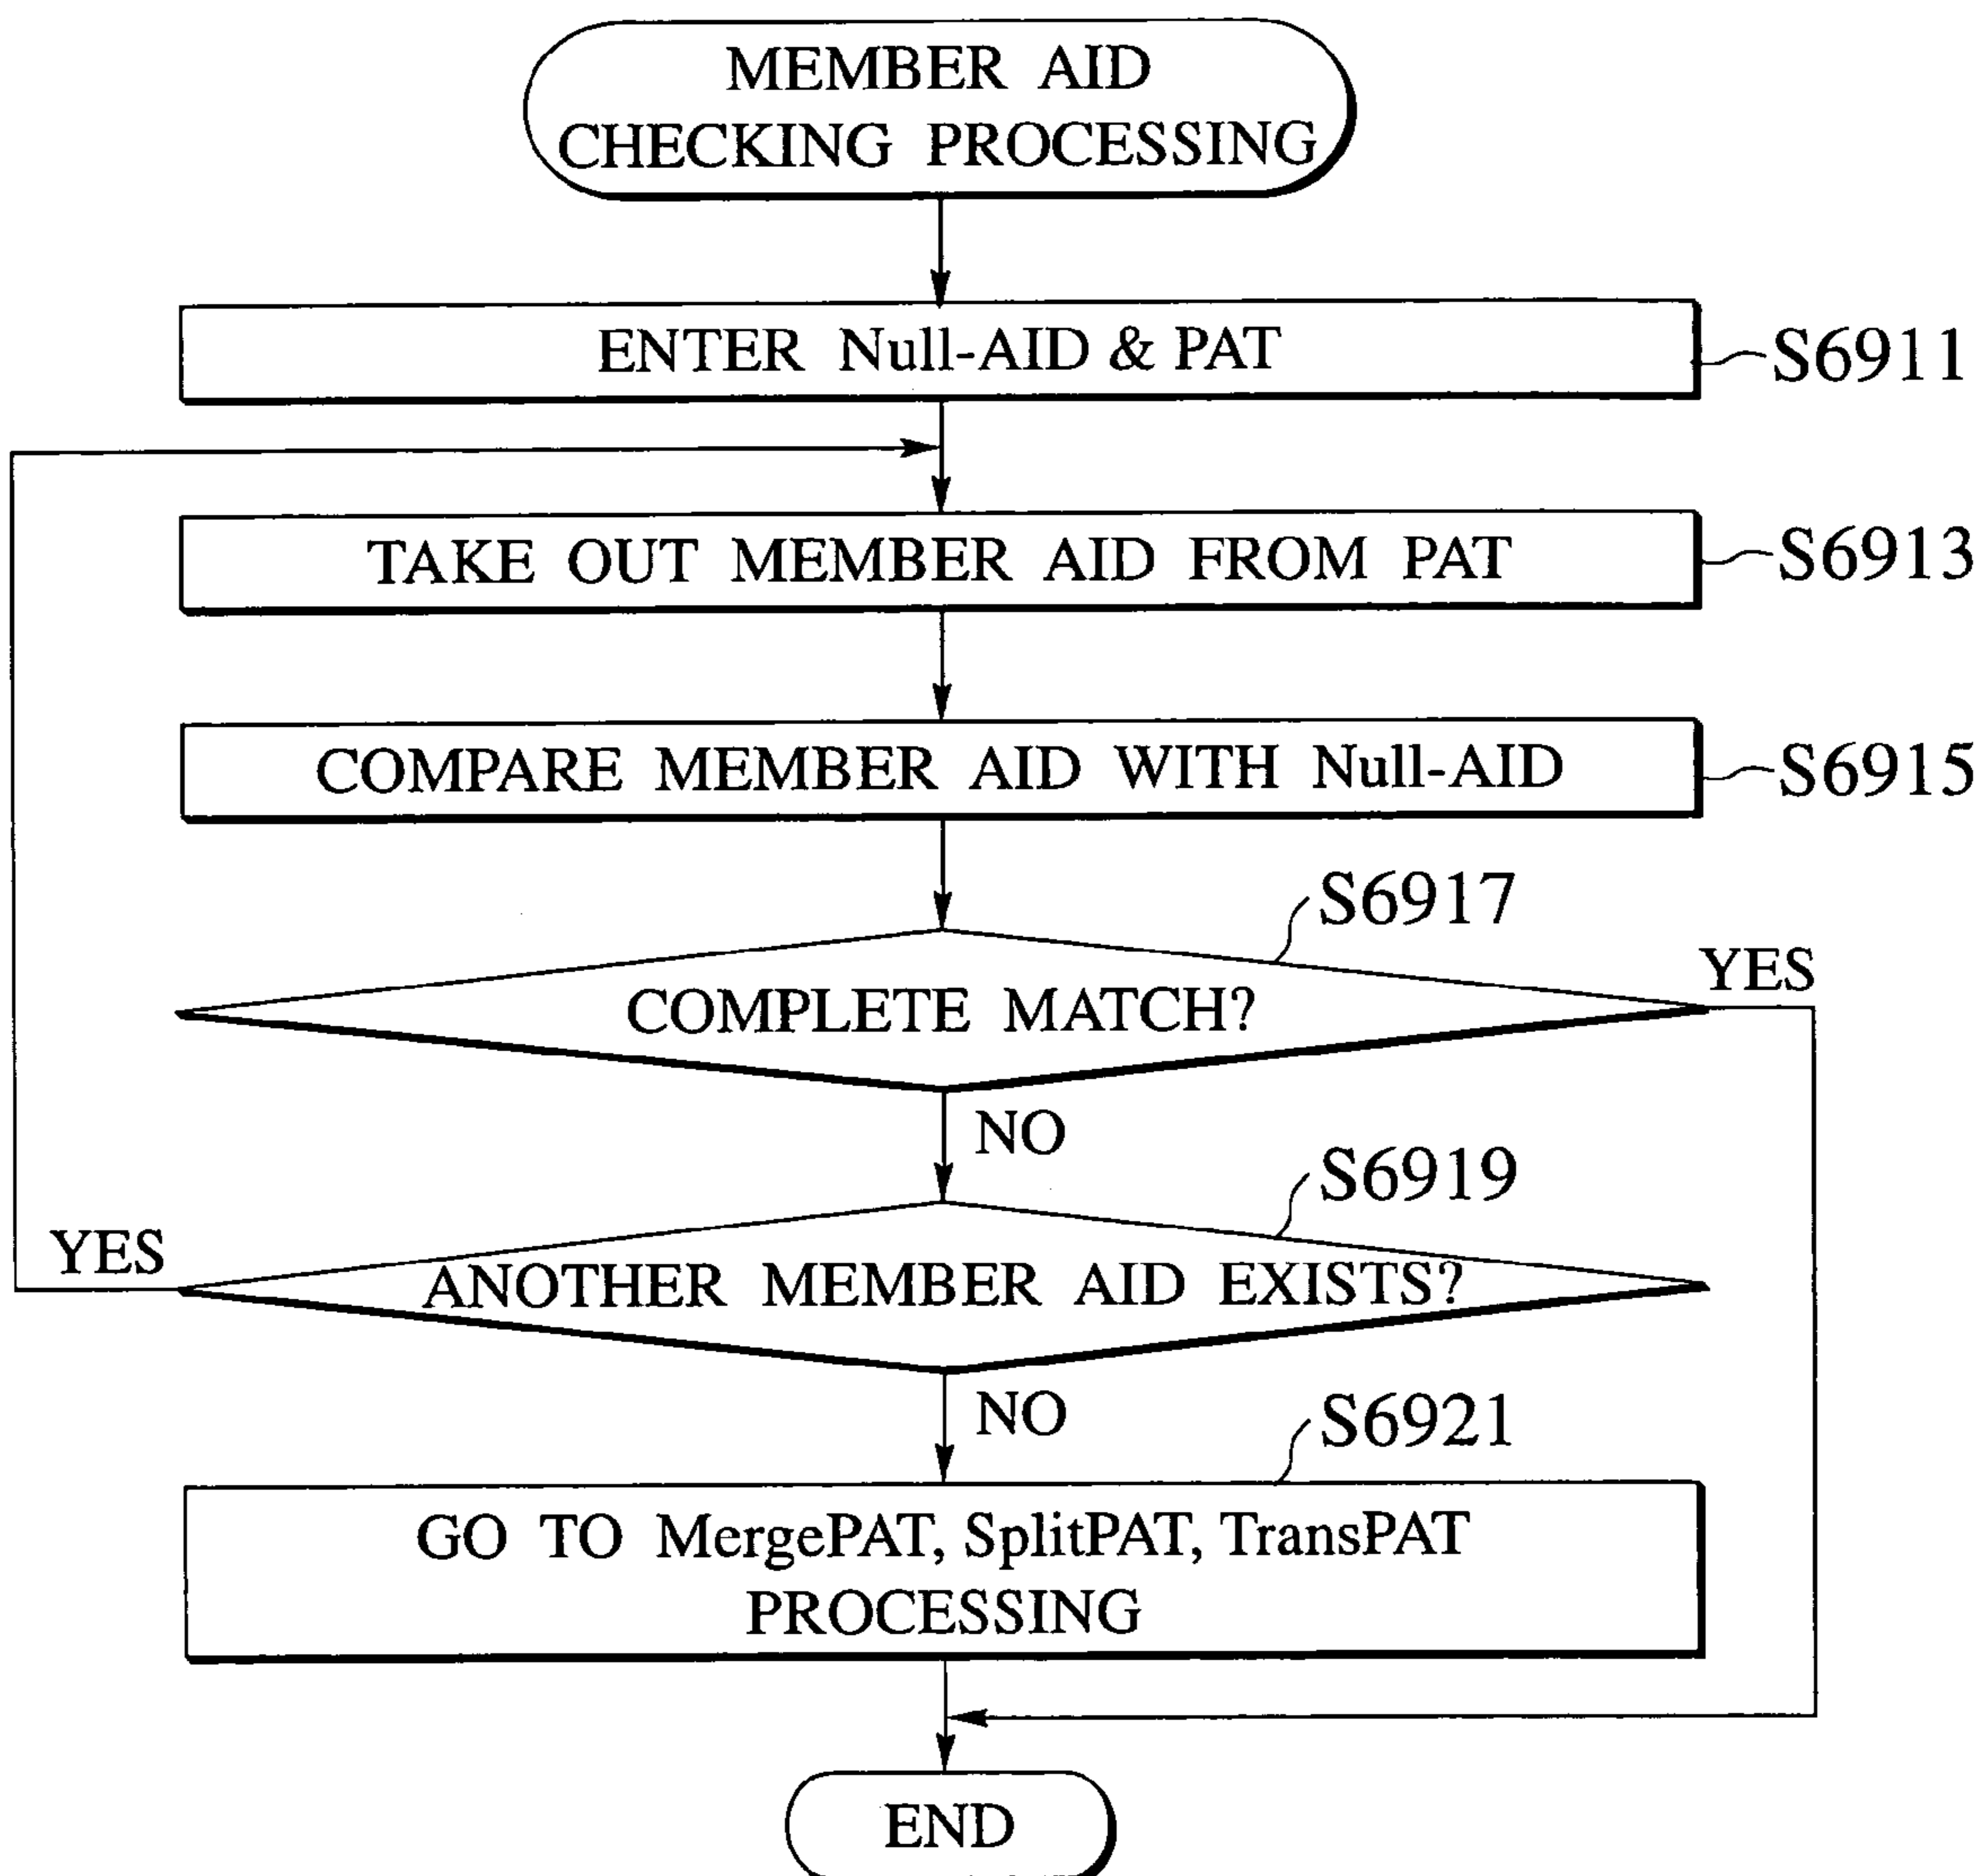 MEMBER AID
CHECKING PROCESSING
ENTER Null-AID & PAT
S6911
TAKE OUT MEMBER AID FROM PAT
S6913
COMPARE MEMBER AID WITH Null-AID
S6915
S6917
YES
COMPLETE MATCH?
NO
S6919
YES
ANOTHER MEMBER AID EXISTS?
NO
S6921
GO TO MergePAT, SplitPAT, TransPAT
PROCESSING
END